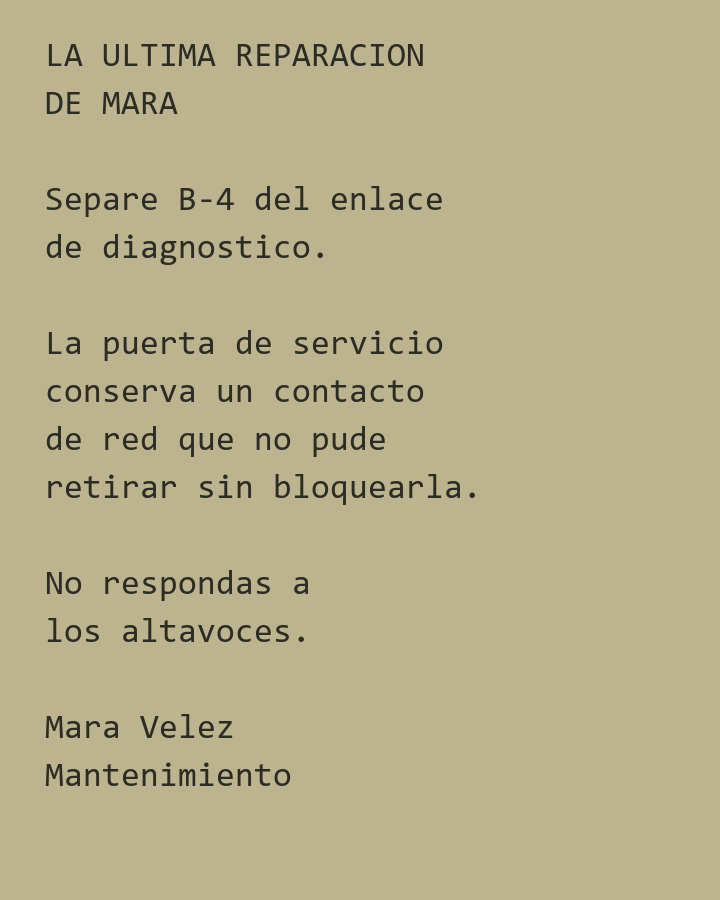 LA ULTIMA REPARACION
DE MARA
Separe B-4 del enlace
de diagnostico.
La puerta de servicio
conserva un contacto
de red que no pude
retirar sin bloquearla.
No respondas a
los altavoces.
Mara Velez
Mantenimiento